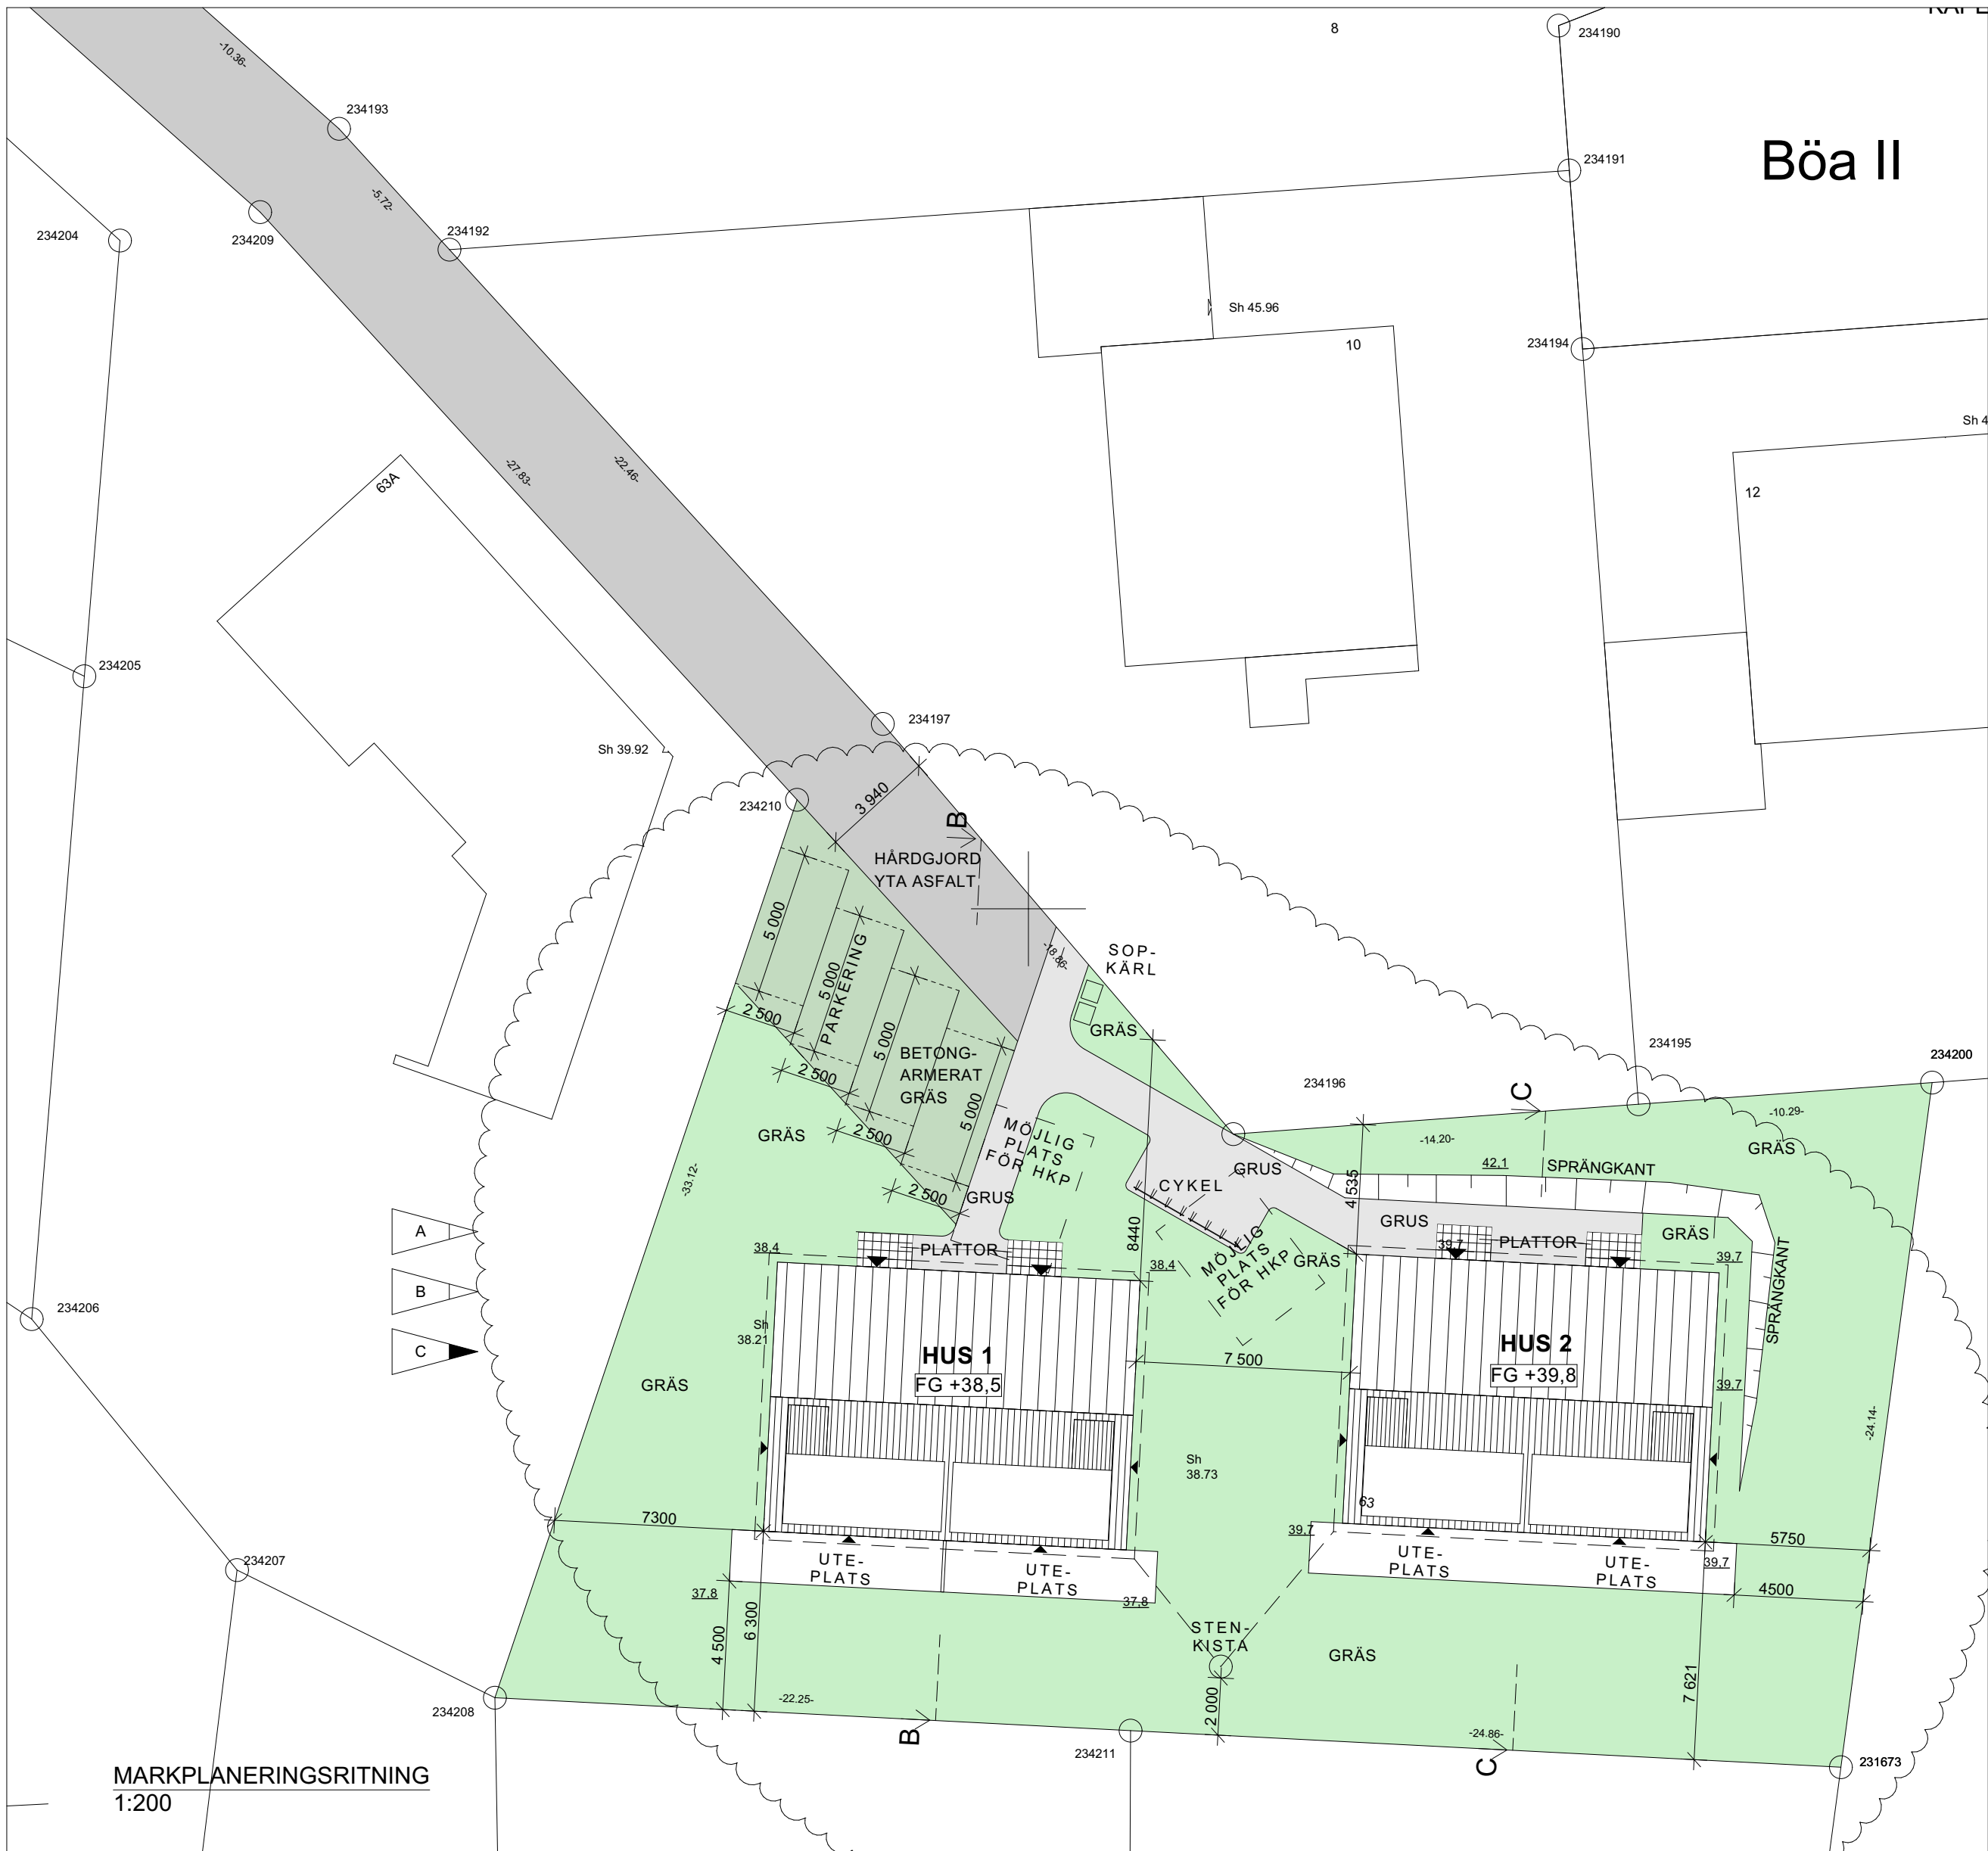 -10.36-
8
234190
234193
234191
Böa II
-5.72-
234204
234209
234192
Sh 45.96
234194
10
Sh 4
63A
-27.83-
-22.46-
12
234205
234197
Sh 39.92
234210
3 940
B
HÅRDGJORD
YTA ASFALT
5 000
5 000
PARKERING
-18.86-
SOP-
KÄRL
2 500
5 000
GRÄS
BETONG-
ARMERAT
GRÄS
234195
234200
2 500
234196
C
5 000
-10.29-
GRÄS
2 500
MÖJLIG
PLATS
FÖR HKP
-14.20-
GRÄS
-33.12-
42,1
SPRÄNGKANT
GRUS
CYKEL
4 535
2 500
GRUS
A
8440
GRUS
GRÄS
38,4
PLATTOR
38,4
MÖJLIG
PLATS
FÖR HKP
GRÄS
39,7
PLATTOR
39,7
SPRÄNGKANT
B
234206
Sh
38.21
C
HUS 1
FG +38,5
7 500
HUS 2
FG +39,8
39,7
GRÄS
-24.14-
Sh
38.73
63
7300
39,7
5750
234207
UTE-
PLATS
UTE-
PLATS
UTE-
PLATS
UTE-
PLATS
39,7
37,8
37,8
4500
4 500
6 300
STEN-
KISTA
GRÄS
7 621
234208
-22.25-
2 000
B
-24.86-
234211
C
231673
MARKPLANERINGSRITNING
1:200